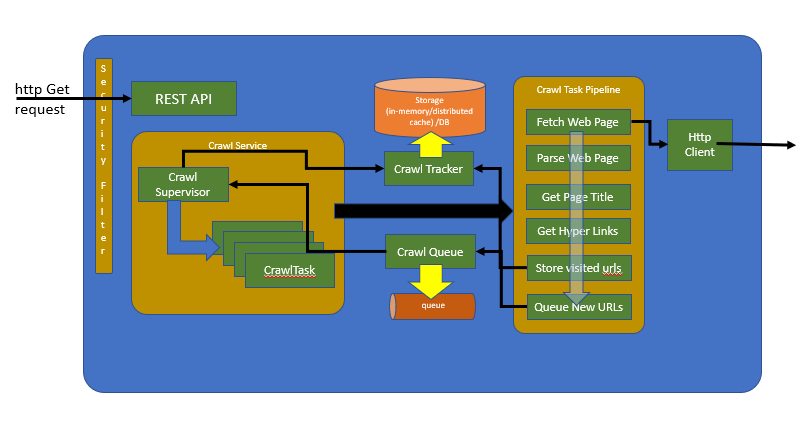 http Get
request
Security Filter
REST API
Crawl Service
Crawl
Supervisor
CrawlTask
Storage
(in-memory/distributed
cache) /DB
Crawl Tracker
Crawl Queue
queue
Crawl Task Pipeline
Fetch Web Page
Parse Web Page
Get Page Title
Get Hyper Links
Store visited urls
Queue New URLs
Http
Client